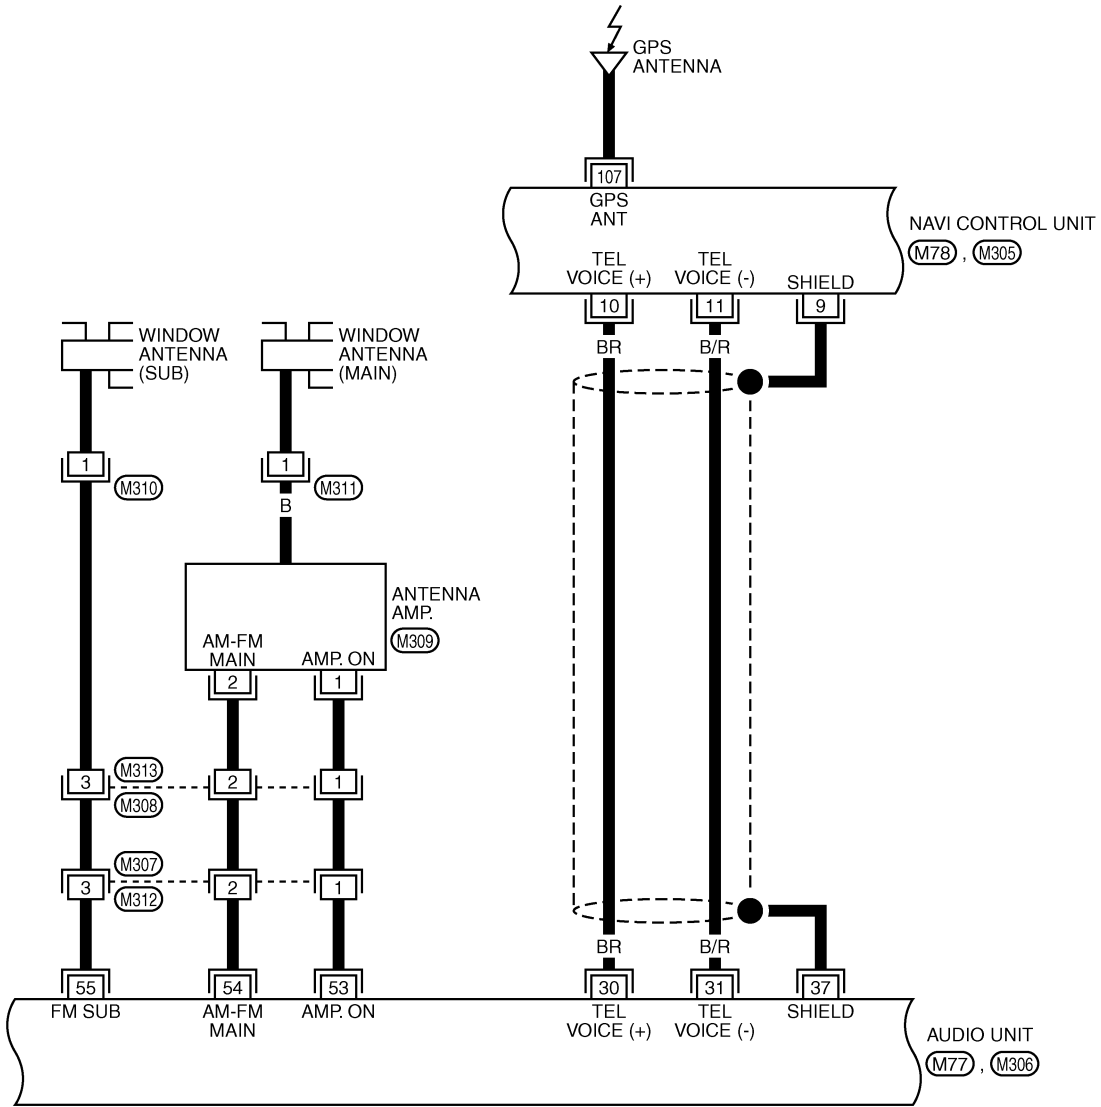 GPS
ANTENNA
107
GPS
ANT
NAVI CONTROL UNIT
M78 , M305
TEL
VOICE (+)
TEL
VOICE (-)
SHIELD
10
11
9
BR
B/R
WINDOW
ANTENNA
(SUB)
WINDOW
ANTENNA
(MAIN)
1
M310
1
M311
B
ANTENNA
AMP.
M309
AM-FM
MAIN
AMP. ON
2
1
M313
3
2
1
M308
M307
3
2
1
M312
BR
B/R
55
54
53
30
31
37
FM SUB
AM-FM
MAIN
AMP. ON
TEL
VOICE (+)
TEL
VOICE (-)
SHIELD
AUDIO UNIT
M77 , M306